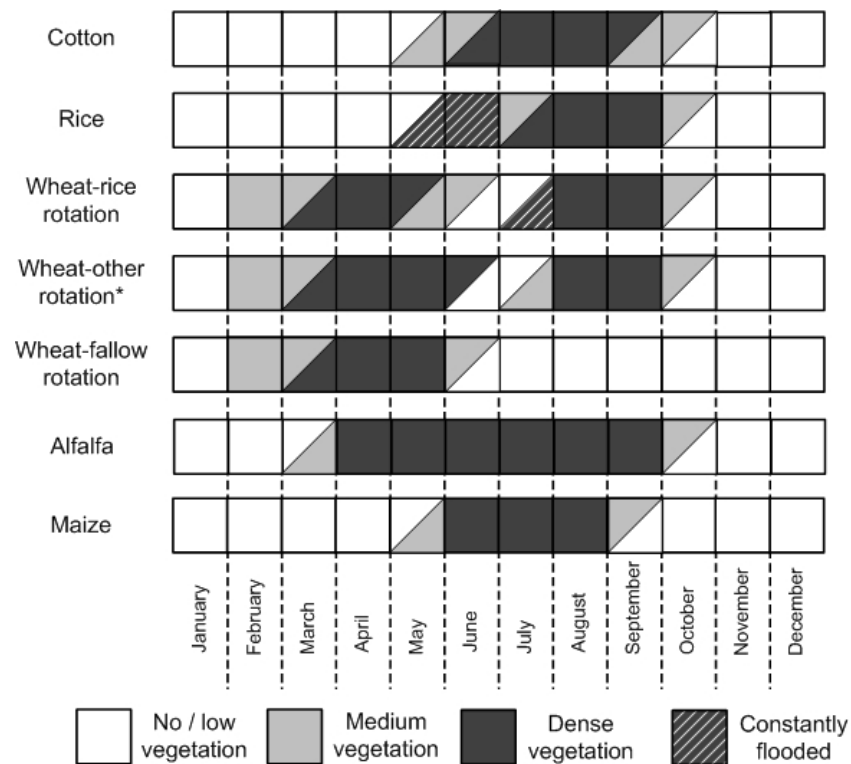 Cotton
Rice
Wheat-rice
rotation
Wheat-other
rotation*
Wheat-fallow
rotation
Alfalfa
Maize
January
February
March
April
May
June
July
August
September
October
November
December
No / low
vegetation
Medium
vegetation
Dense
vegetation
Constantly
flooded